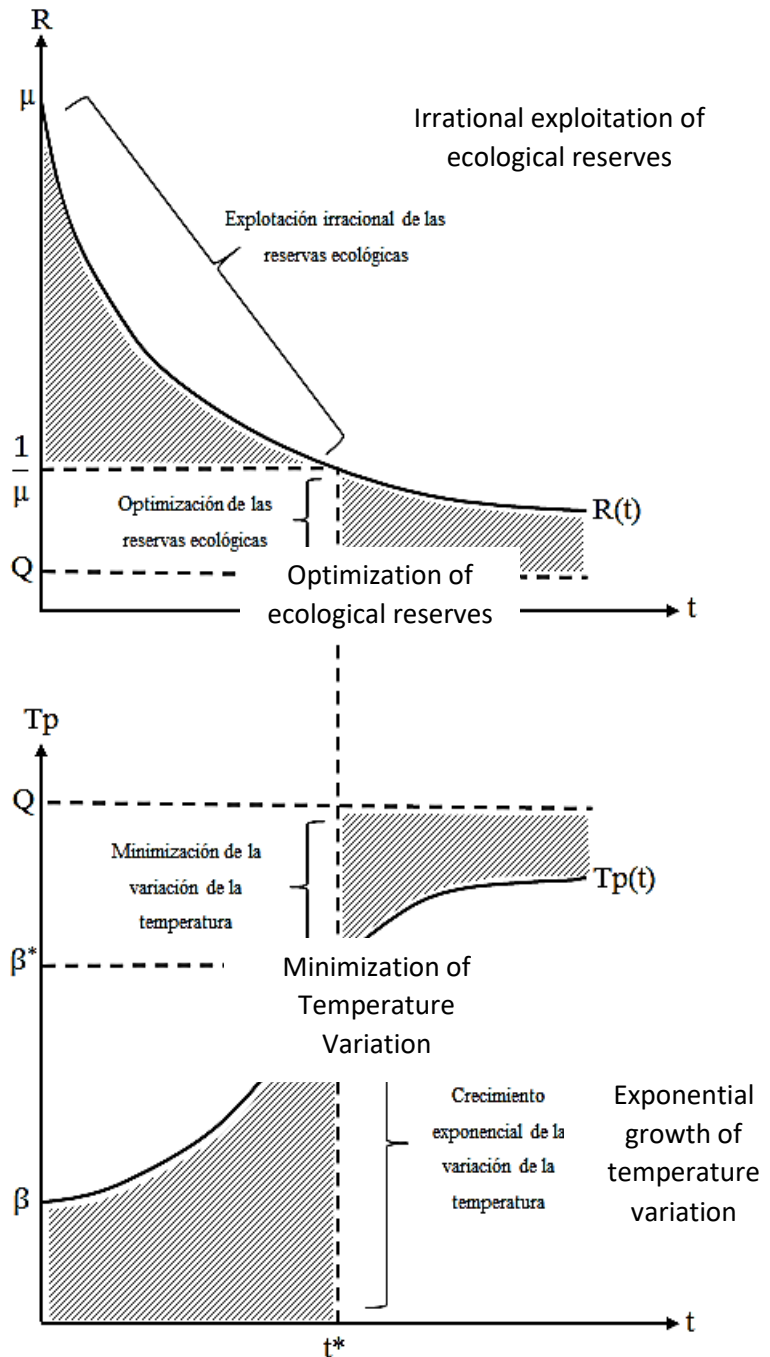 R
μ
Irrational exploitation of
ecological reserves
Explotación irracional de las
reservas ecológicas
1
μ
Optimización de las
reservas ecológicas
R(t)
Q
Optimization of
ecological reserves
t
Tp
Q
Minimización de la
variación de la
temperatura
Tp(t)
β*
Minimization of
Temperature
Variation
Crecimiento
exponencial de la
variación de la
temperatura
Exponential
growth of
temperature
variation
β
t
t*